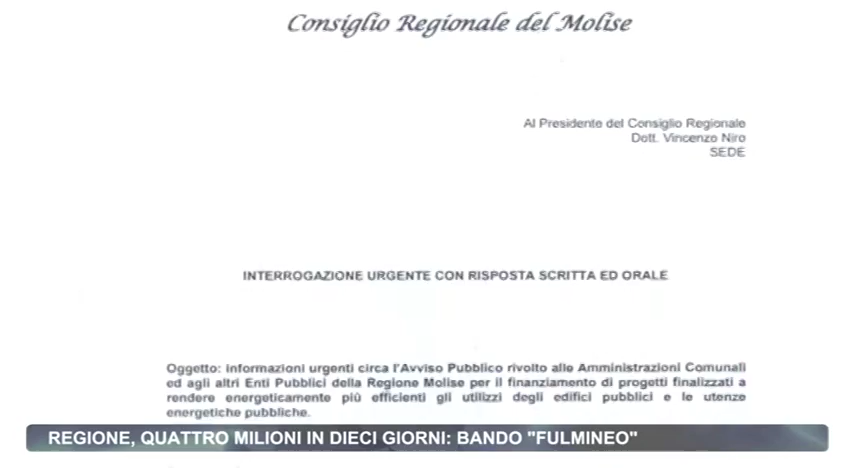 Consiglio Regionale del Molise
Al Presidente del Consiglio Regionale
Dott. Vincenzo Niro
SEDE
INTERROGAZIONE URGENTE CON RISPOSTA SCRITTA ED ORALE
Oggetto: Informazioni urgenti circa l'Avviso Pubblico rivolto alle Amministrazioni Comunali
ed agli altri Enti Pubblici della Regione Molise per il finanziamento di progetti finalizzati a
rendere energeticamente più efficienti gli utilizzi degli edifici pubblici e le utenze
energetiche pubbliche.
REGIONE, QUATTRO MILIONI IN DIECI GIORNI: BANDO "FULMINEO"